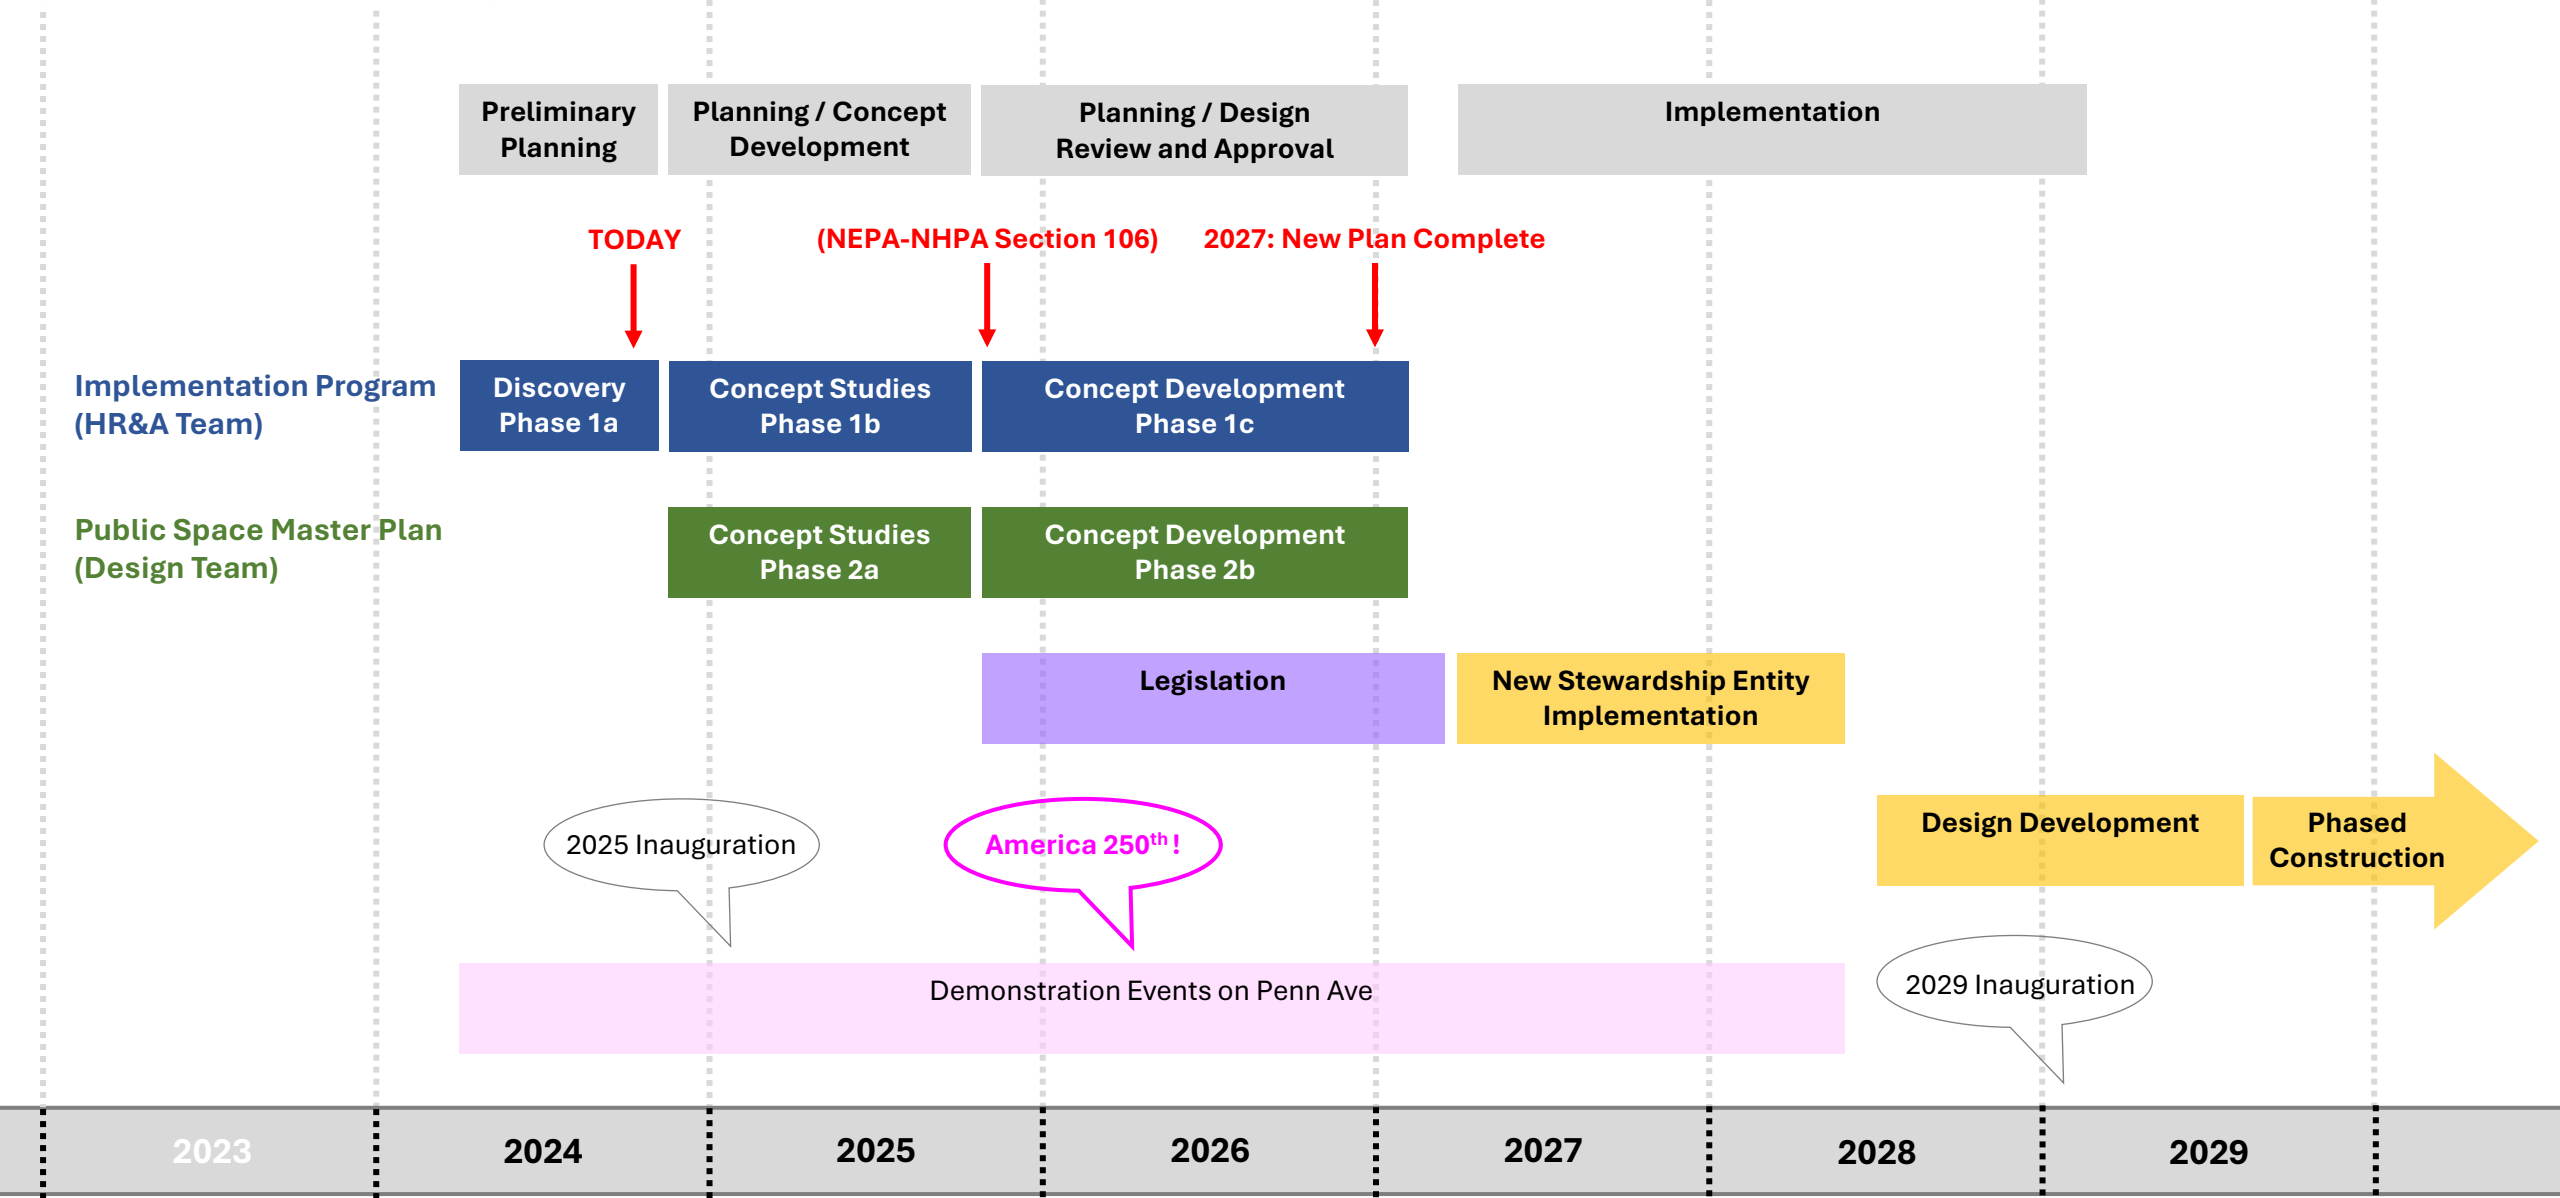 Preliminary
Planning
Planning / Concept
Development
Planning / Design
Review and Approval
Implementation
TODAY
(NEPA-NHPA Section 106)
2027: New Plan Complete
Implementation Program
(HR&A Team)
Discovery
Phase 1a
Concept Studies
Phase 1b
Concept Development
Phase 1c
Public Space Master Plan
(Design Team)
Concept Studies
Phase 2a
Concept Development
Phase 2b
Legislation
New Stewardship Entity
Implementation
2025 Inauguration
America 250th !
Design Development
Phased
Construction
Demonstration Events on Penn Ave
2029 Inauguration
2023
2024
2025
2026
2027
2028
2029